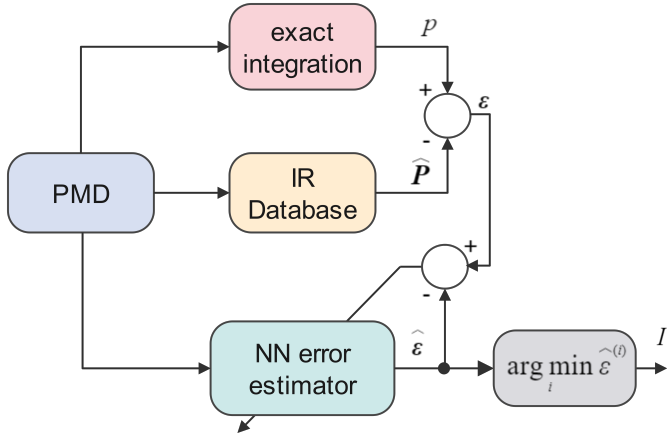 exact
integration
p
+
ε
-
PMD
IR
Database
P̂
+
-
NN error
estimator
ε̂
arg min ε̂⁽ⁱ⁾
i
I